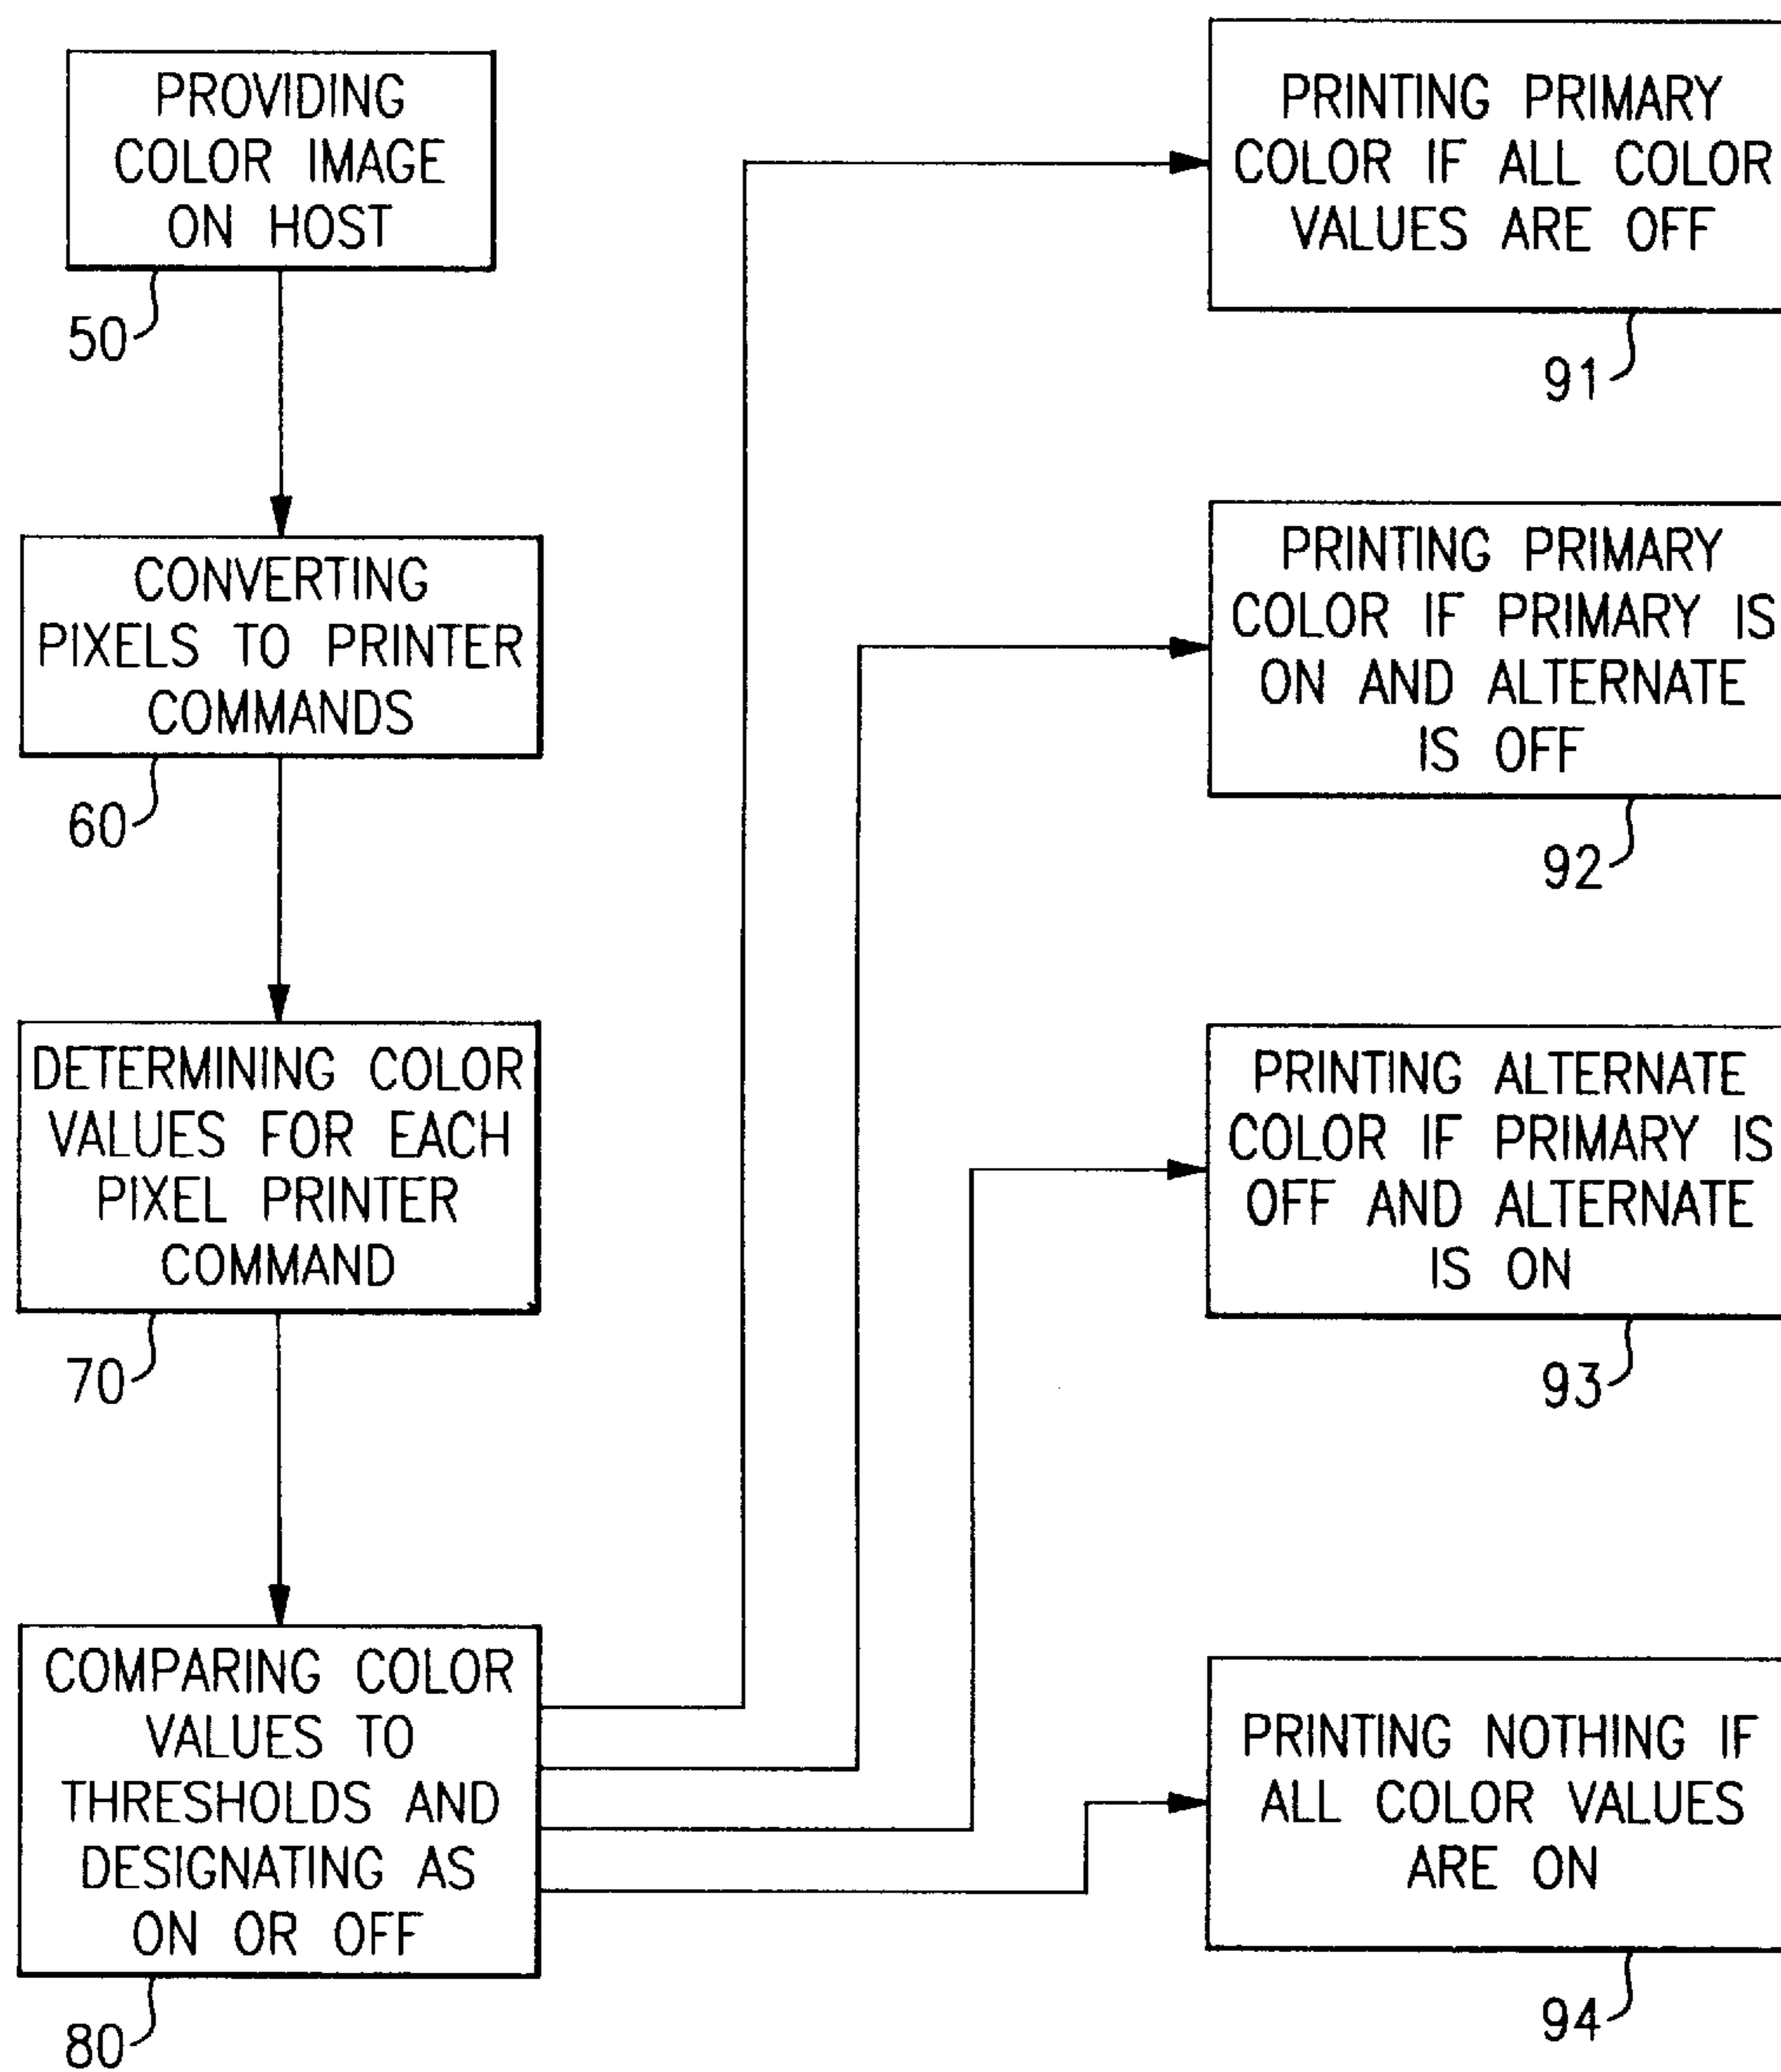 PROVIDING
COLOR IMAGE
ON HOST
50
CONVERTING
PIXELS TO PRINTER
COMMANDS
60
DETERMINING COLOR
VALUES FOR EACH
PIXEL PRINTER
COMMAND
70
COMPARING COLOR
VALUES TO
THRESHOLDS AND
DESIGNATING AS
ON OR OFF
80
PRINTING PRIMARY
COLOR IF ALL COLOR
VALUES ARE OFF
91
PRINTING PRIMARY
COLOR IF PRIMARY IS
ON AND ALTERNATE
IS OFF
92
PRINTING ALTERNATE
COLOR IF PRIMARY IS
OFF AND ALTERNATE
IS ON
93
PRINTING NOTHING IF
ALL COLOR VALUES
ARE ON
94